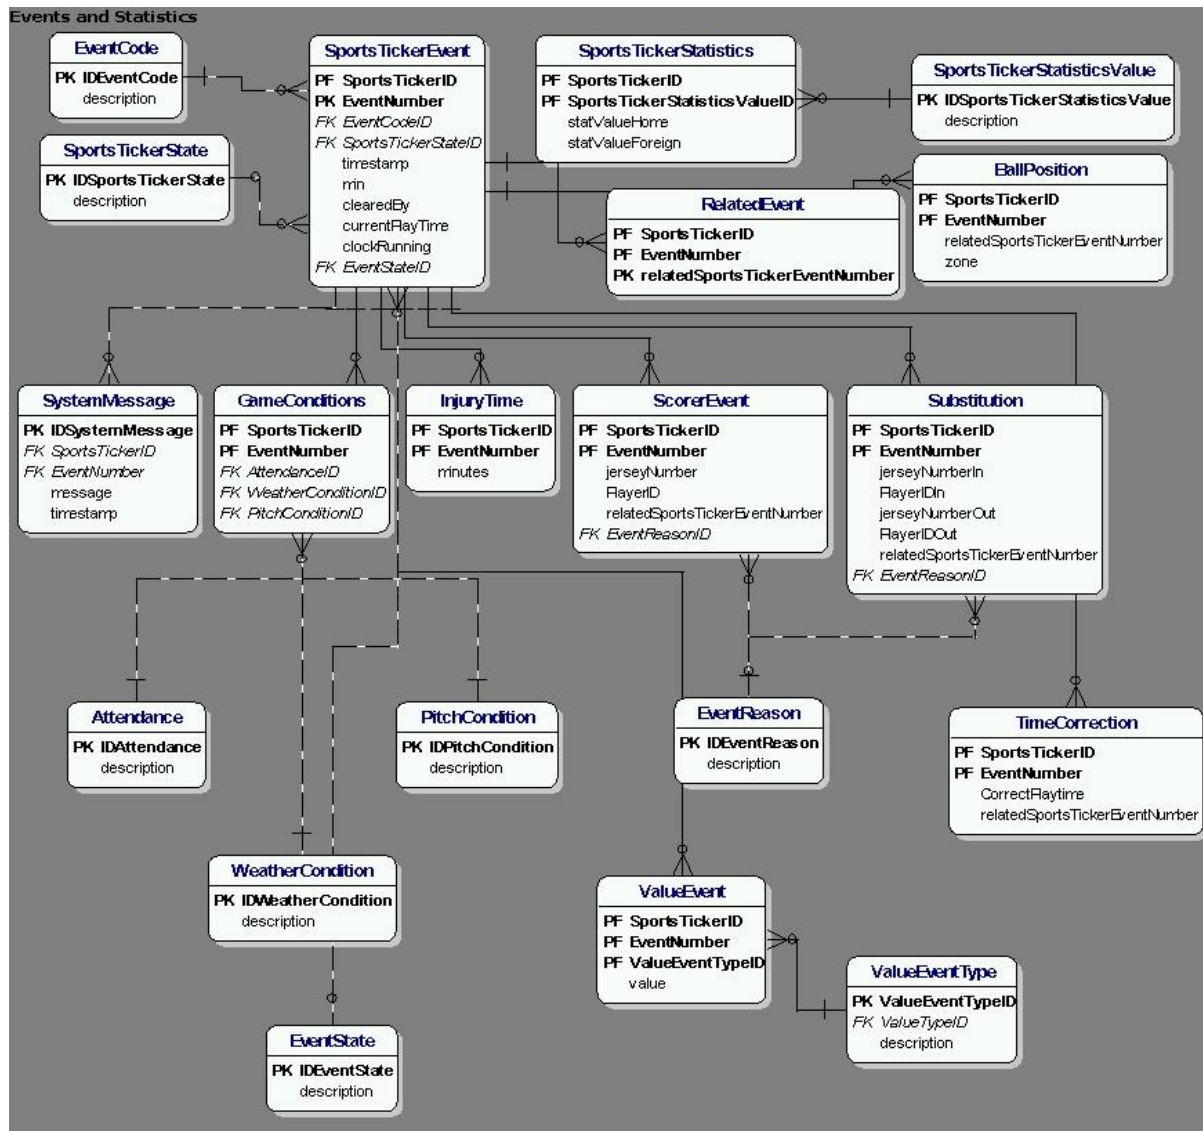 Events and Statistics
EventCode
PK IDEventCode
description
SportsTickerEvent
PF SportsTickerID
PK EventNumber
FK EventCodeID
FK SportsTickerStateID
timestamp
min
clearedBy
currentPlayTime
clockRunning
FK EventStateID
SportsTickerStatistics
PF SportsTickerID
PF SportsTickerStatisticsValueID
statValueHome
statValueForeign
SportsTickerStatisticsValue
PK IDSportsTickerStatisticsValue
description
SportsTickerState
PK IDSportsTickerState
description
RelatedEvent
PF SportsTickerID
PF EventNumber
PK relatedSportsTickerEventNumber
BallPosition
PF SportsTickerID
PF EventNumber
relatedSportsTickerEventNumber
zone
SystemMessage
PK IDSystemMessage
FK SportsTickerID
FK EventNumber
message
timestamp
GameConditions
PF SportsTickerID
PF EventNumber
FK AttendanceID
FK WeatherConditionID
FK PitchConditionID
InjuryTime
PF SportsTickerID
PF EventNumber
minutes
ScorerEvent
PF SportsTickerID
PF EventNumber
jerseyNumber
PlayerID
relatedSportsTickerEventNumber
FK EventReasonID
Substitution
PF SportsTickerID
PF EventNumber
jerseyNumberIn
PlayerIDIn
jerseyNumberOut
PlayerIDOut
relatedSportsTickerEventNumber
FK EventReasonID
Attendance
PK IDAttendance
description
PitchCondition
PK IDPitchCondition
description
EventReason
PK IDEventReason
description
TimeCorrection
PF SportsTickerID
PF EventNumber
CorrectPlaytime
relatedSportsTickerEventNumber
WeatherCondition
PK IDWeatherCondition
description
ValueEvent
PF SportsTickerID
PF EventNumber
PF ValueEventTypeID
value
ValueEventType
PK ValueEventTypeID
FK ValueTypeID
description
EventState
PK IDEventState
description